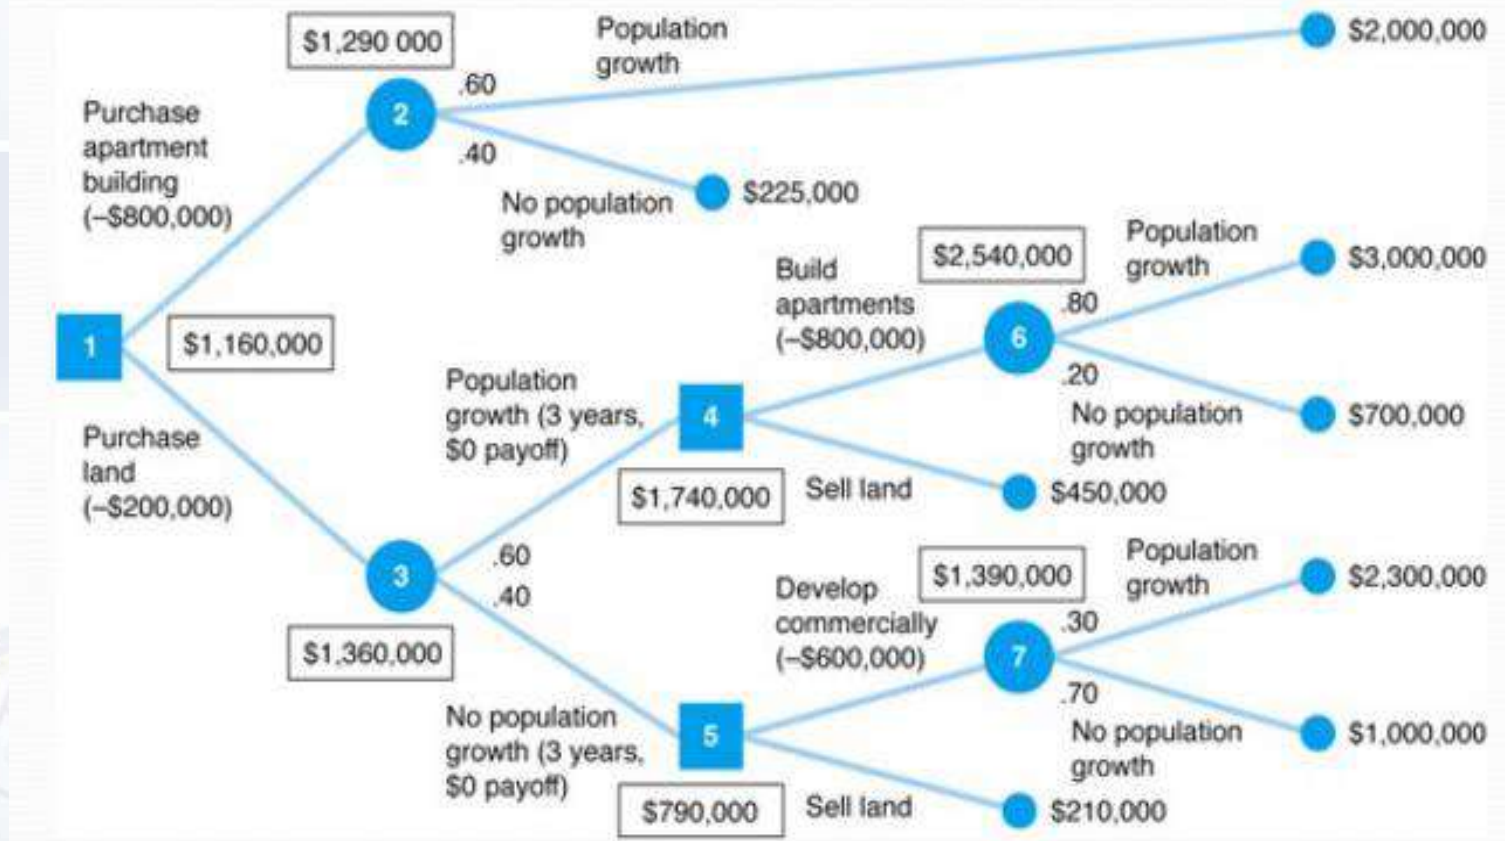 $1,290 000
Population
growth
$2,000,000
.60
2
Purchase
apartment
building
(–$800,000)
.40
No population
growth
$225,000
1
$1,160,000
Purchase
land
(–$200,000)
3
$1,360,000
.60
.40
Population
growth (3 years,
$0 payoff)
4
$1,740,000
Build
apartments
(–$800,000)
$2,540,000
6
Population
growth
.80
$3,000,000
.20
No population
growth
$700,000
Sell land
$450,000
No population
growth (3 years,
$0 payoff)
5
$790,000
Develop
commercially
(–$600,000)
$1,390,000
7
Population
growth
.30
$2,300,000
.70
No population
growth
$1,000,000
Sell land
$210,000